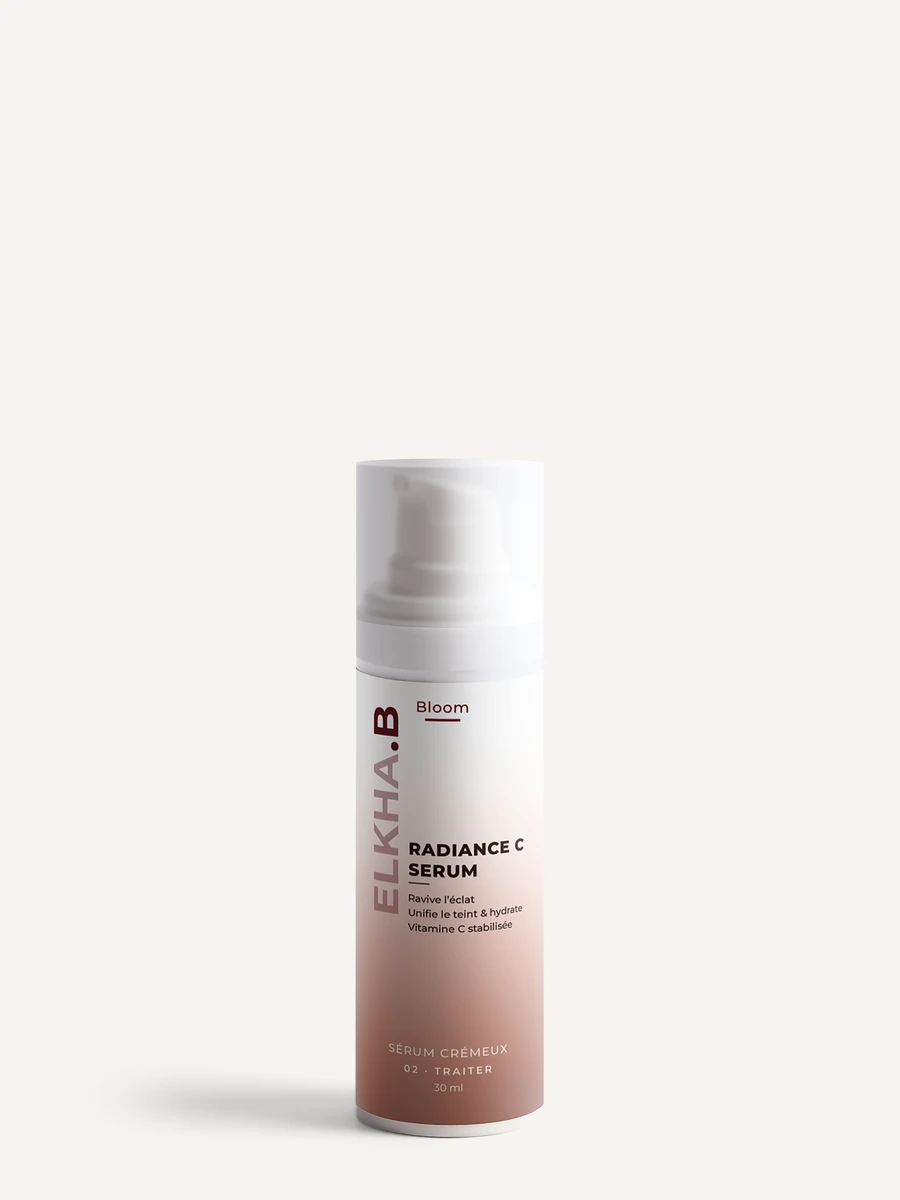 Bloom
ELKHA.B
RADIANCE C
SERUM
Ravive l'éclat
Unifie le teint & hydrate
Vitamine C stabilisée
SÉRUM CRÉMEUX
02 · TRAITER
30 ml